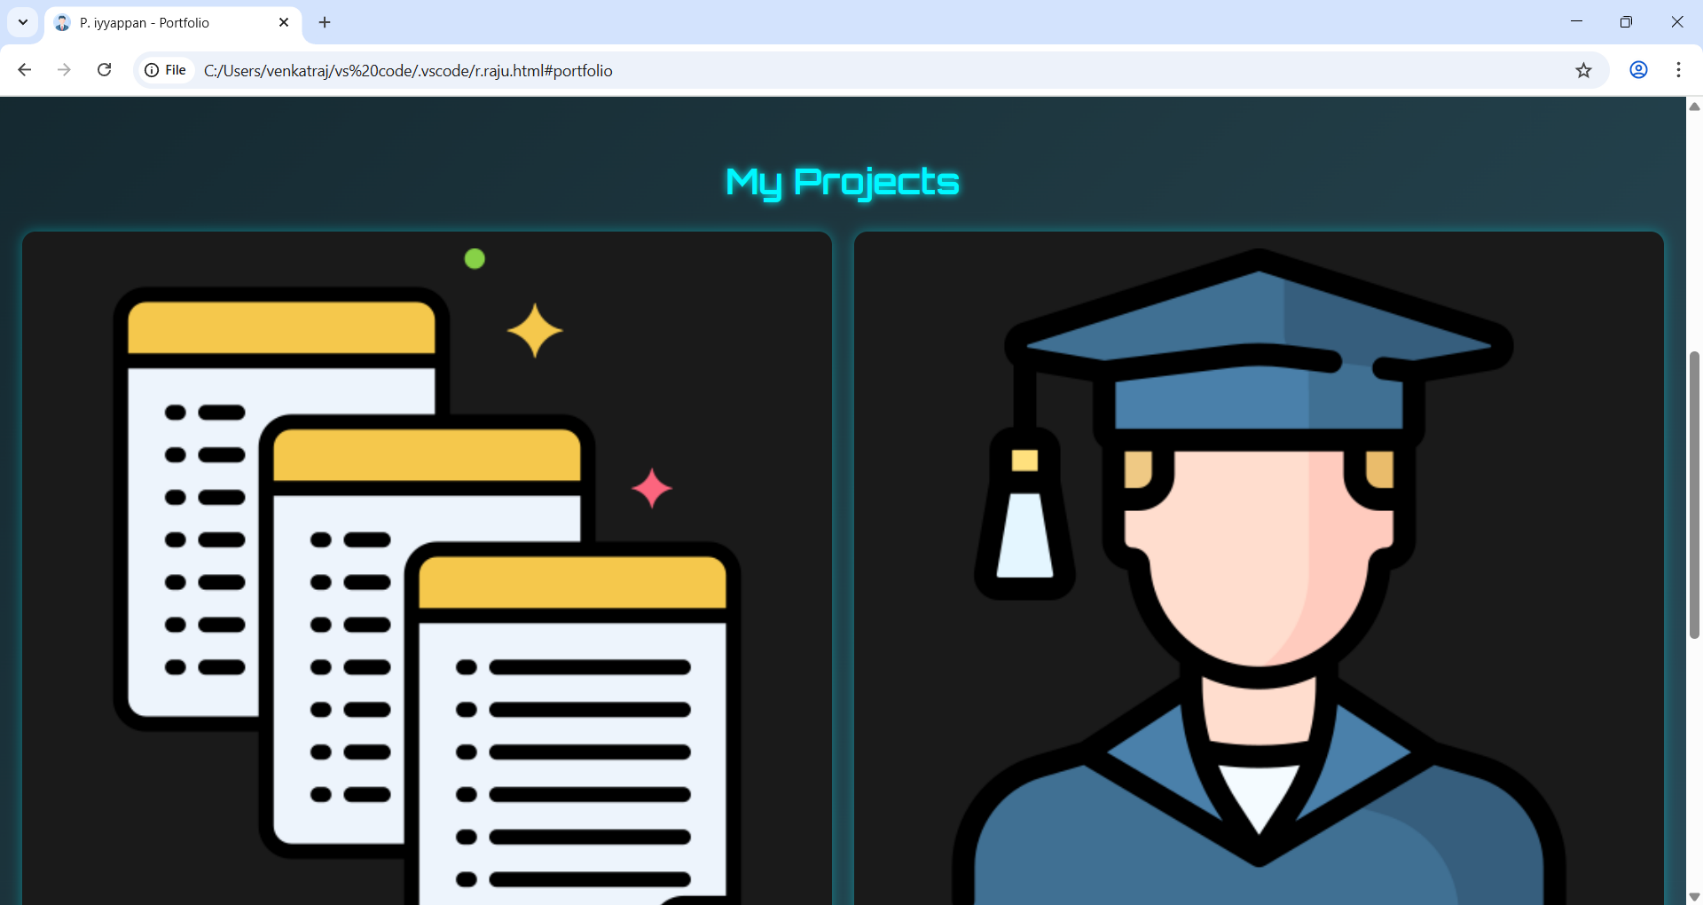 P. iyyappan - Portfolio
File
C:/Users/venkatraj/vs%20code/.vscode/r.raju.html#portfolio
My Projects